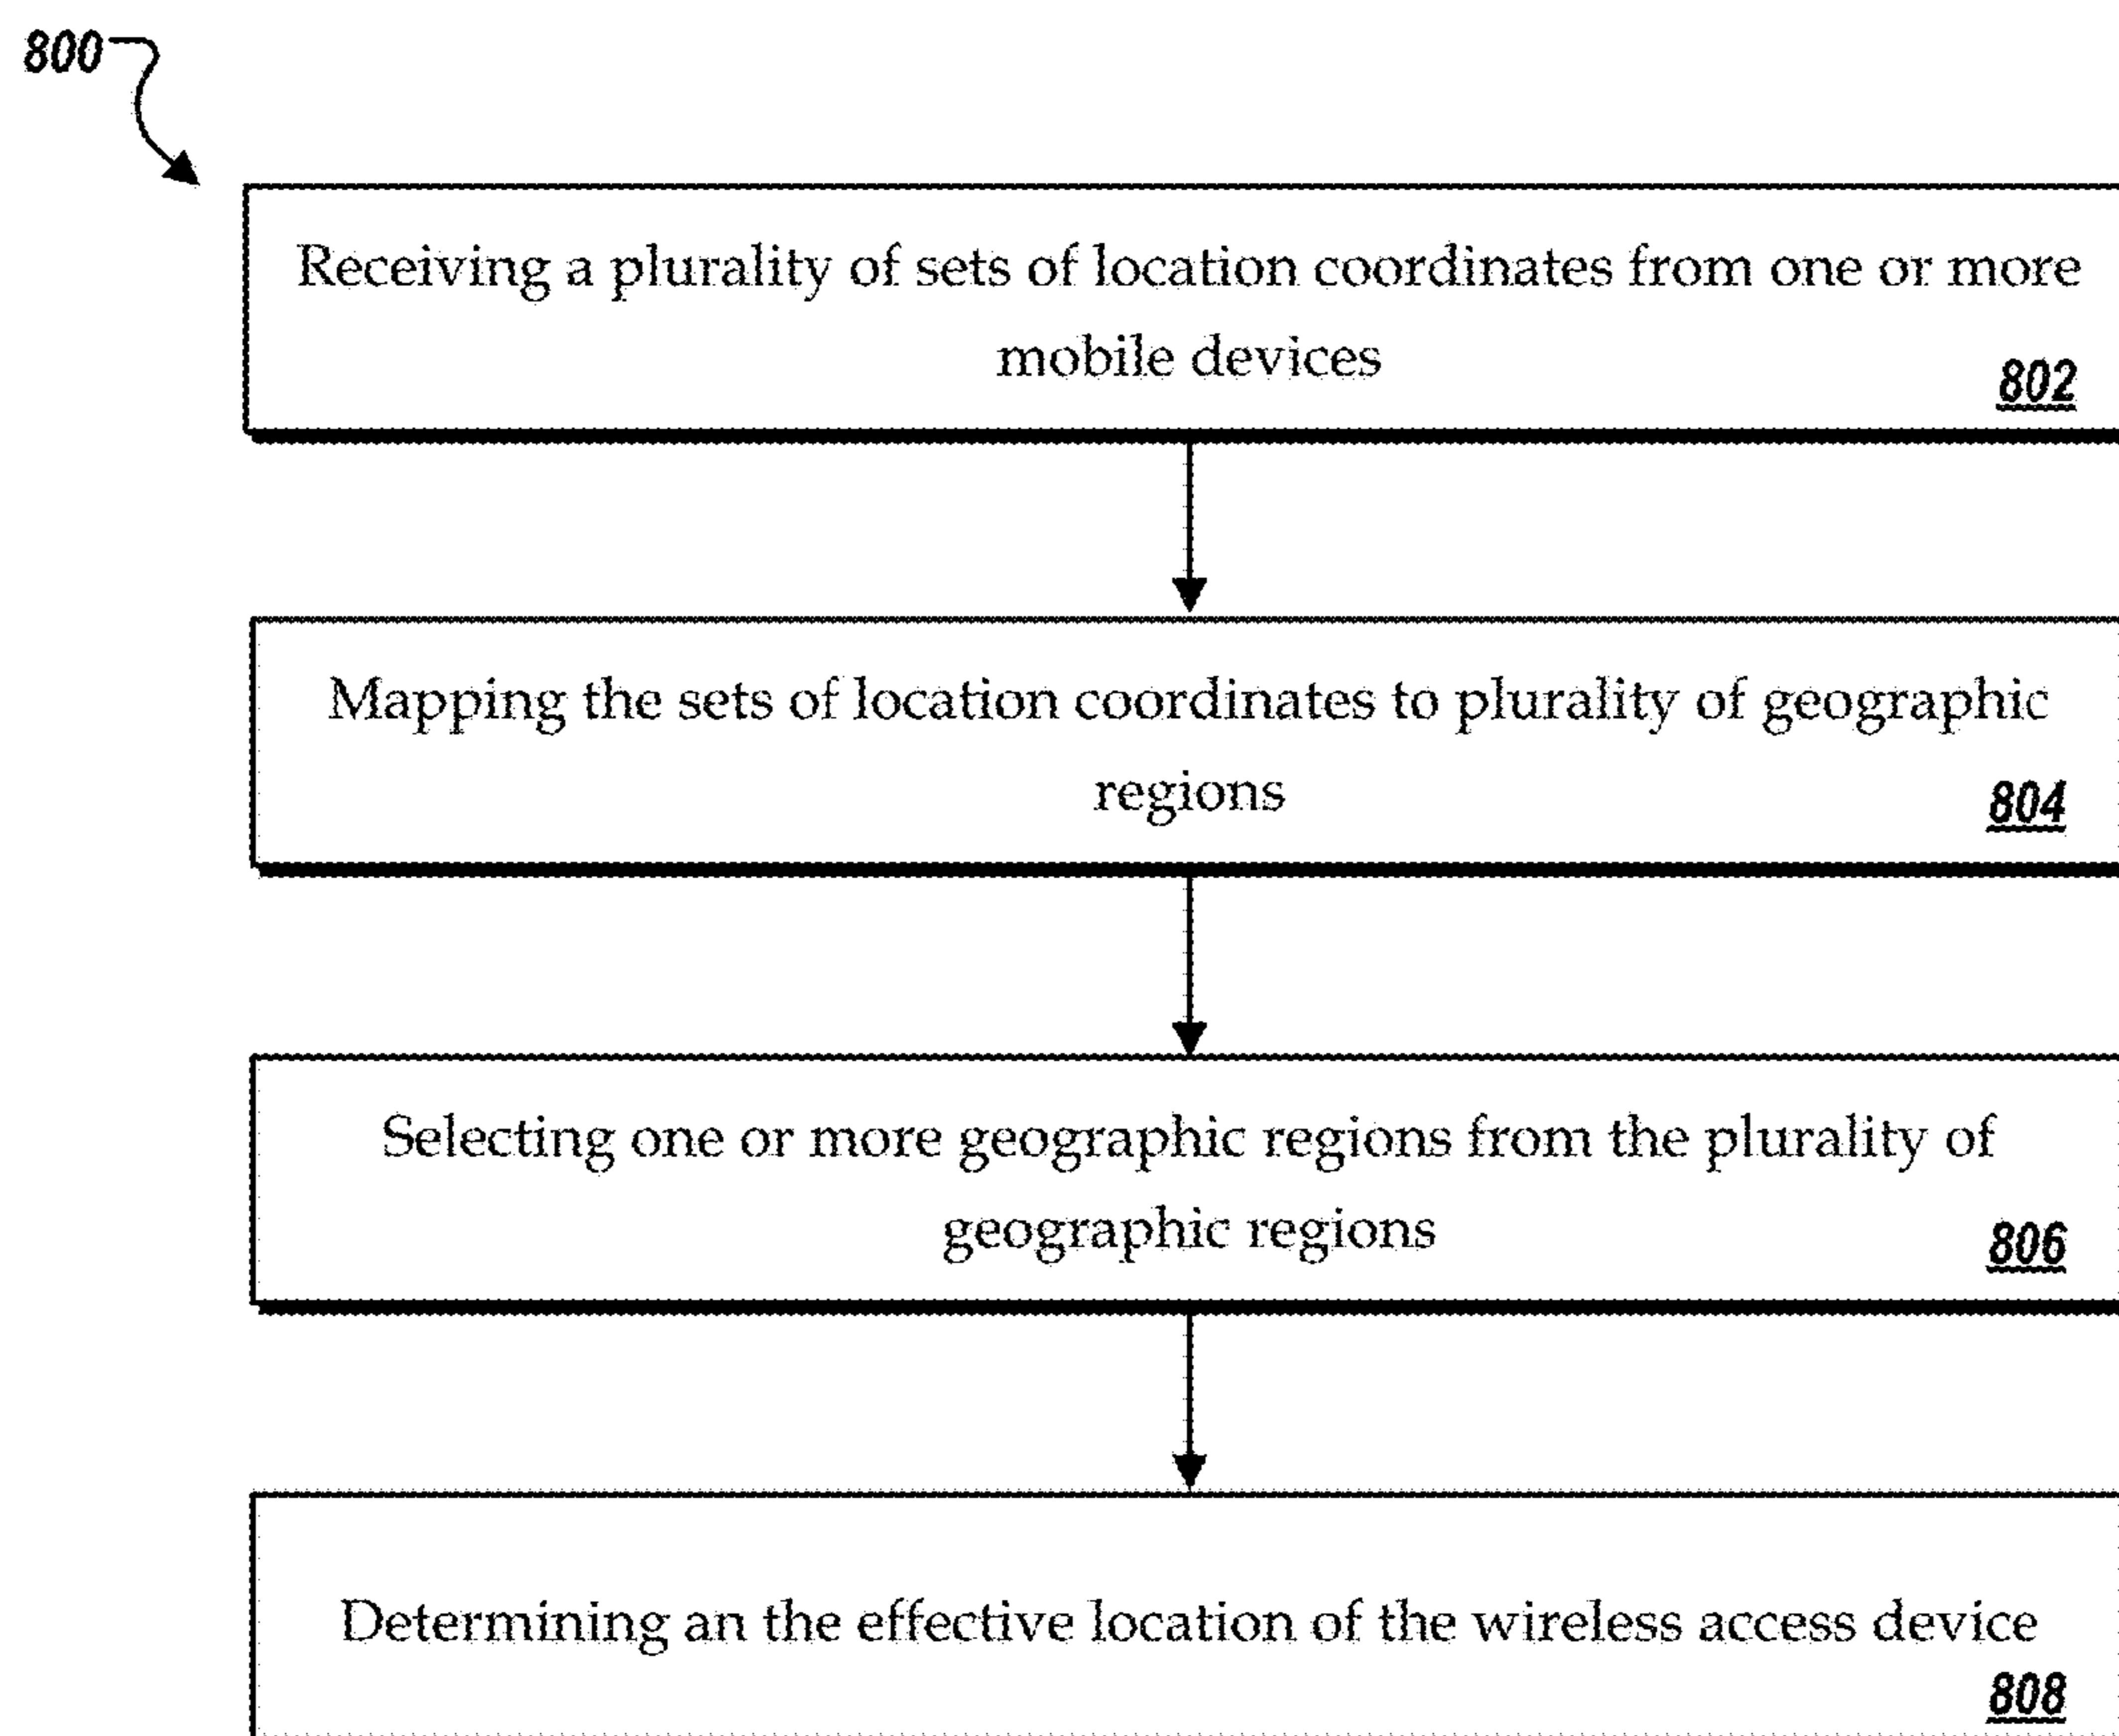 800
Receiving a plurality of sets of location coordinates from one or more
mobile devices
802
Mapping the sets of location coordinates to plurality of geographic
regions
804
Selecting one or more geographic regions from the plurality of
geographic regions
806
Determining an the effective location of the wireless access device
808